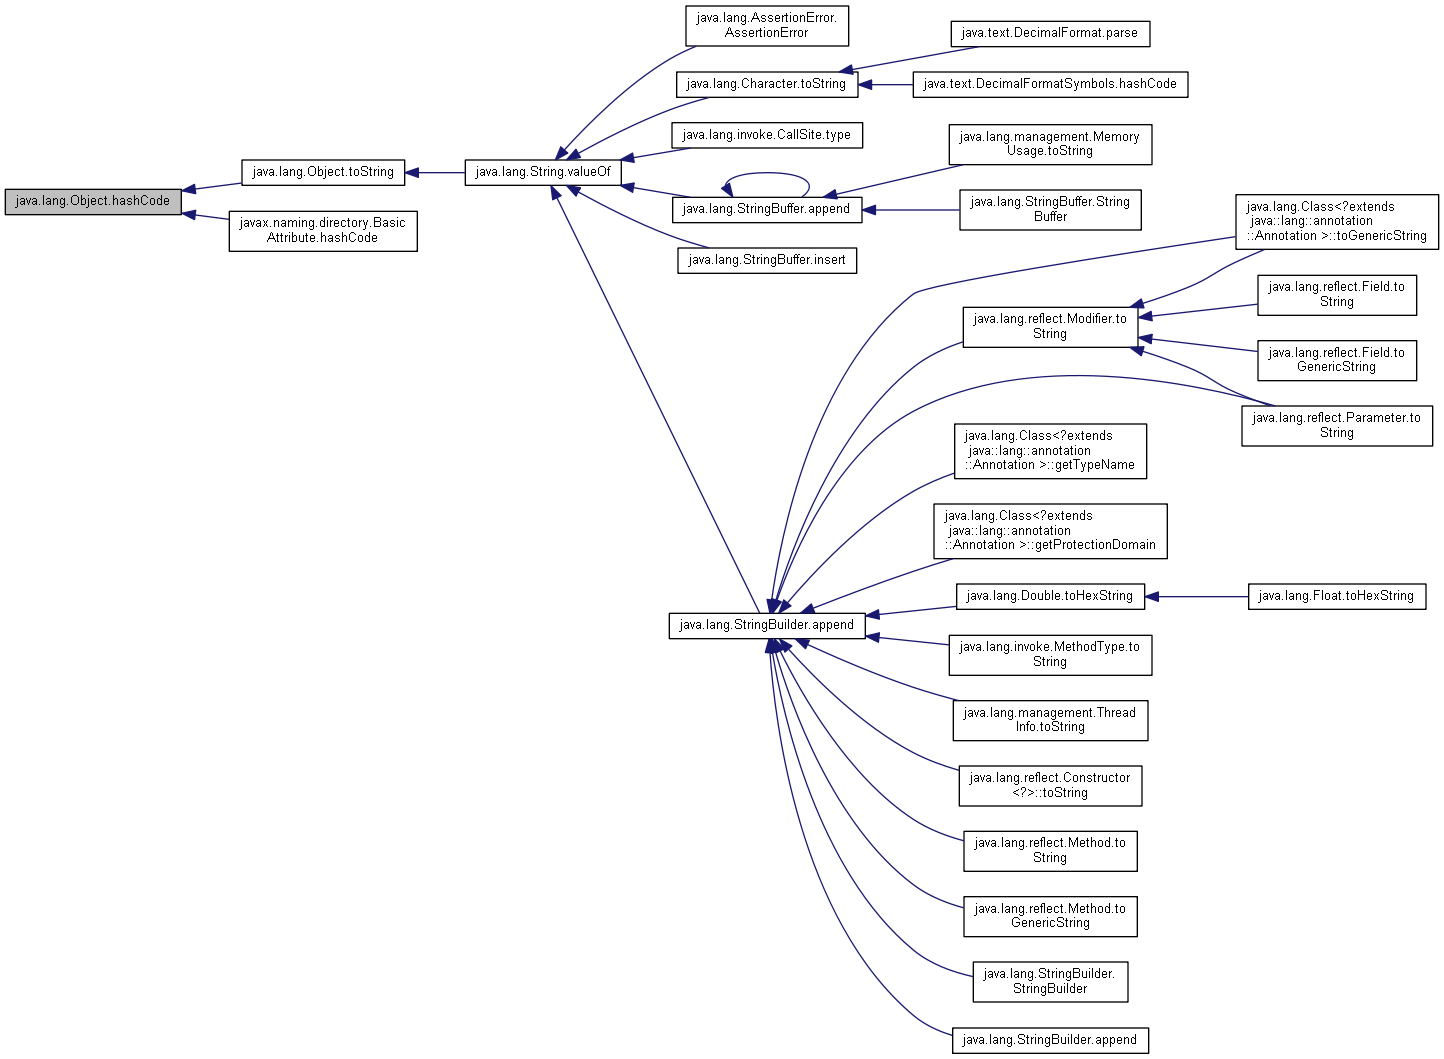 java.lang.Object.hashCode
java.lang.Object.toString
javax.naming.directory.Basic
Attribute.hashCode
java.lang.String.valueOf
java.lang.AssertionError.
AssertionError
java.lang.Character.toString
java.lang.invoke.CallSite.type
java.lang.StringBuffer.append
java.lang.StringBuffer.insert
java.lang.StringBuilder.append
java.text.DecimalFormat.parse
java.text.DecimalFormatSymbols.hashCode
java.lang.management.Memory
Usage.toString
java.lang.StringBuffer.String
Buffer
java.lang.reflect.Modifier.to
String
java.lang.Class<?extends
java::lang::annotation
::Annotation >::getTypeName
java.lang.Class<?extends
java::lang::annotation
::Annotation >::getProtectionDomain
java.lang.Double.toHexString
java.lang.invoke.MethodType.to
String
java.lang.management.Thread
Info.toString
java.lang.reflect.Constructor
<?>::toString
java.lang.reflect.Method.to
String
java.lang.reflect.Method.to
GenericString
java.lang.StringBuilder.
StringBuilder
java.lang.StringBuilder.append
java.lang.Class<?extends
java::lang::annotation
::Annotation >::toGenericString
java.lang.reflect.Field.to
String
java.lang.reflect.Field.to
GenericString
java.lang.reflect.Parameter.to
String
java.lang.Float.toHexString